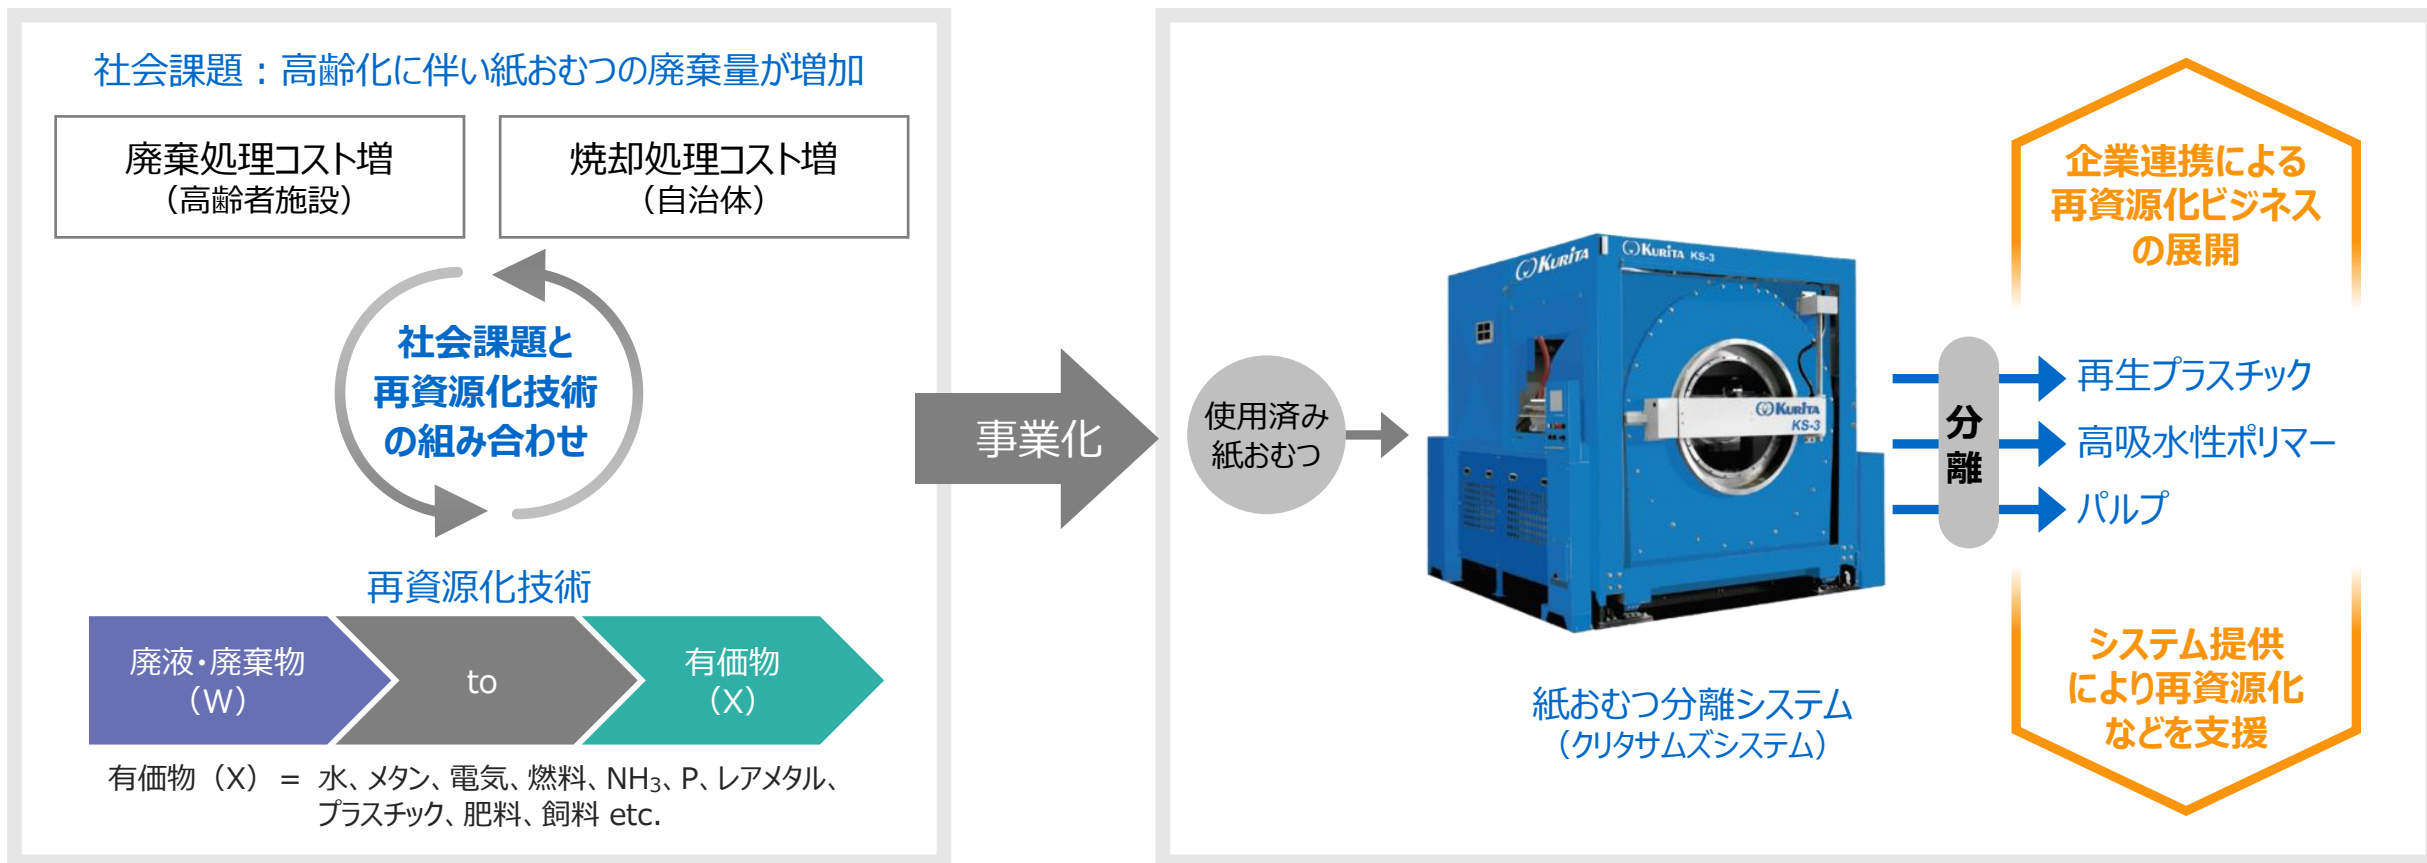 社会課題：高齢化に伴い紙おむつの廃棄量が増加
廃棄処理コスト増
（高齢者施設）
焼却処理コスト増
（自治体）
社会課題と
再資源化技術
の組み合わせ
再資源化技術
廃液・廃棄物
（W）
to
有価物
（X）
有価物（X）＝ 水、メタン、電気、燃料、NH₃、P、レアメタル、
プラスチック、肥料、飼料 etc.
事業化
使用済み
紙おむつ
KURITA
KURITA KS-3
KURITA
KS-3
紙おむつ分離システム
（クリタサムズシステム）
分離
再生プラスチック
高吸水性ポリマー
パルプ
企業連携による
再資源化ビジネス
の展開
システム提供
により再資源化
などを支援